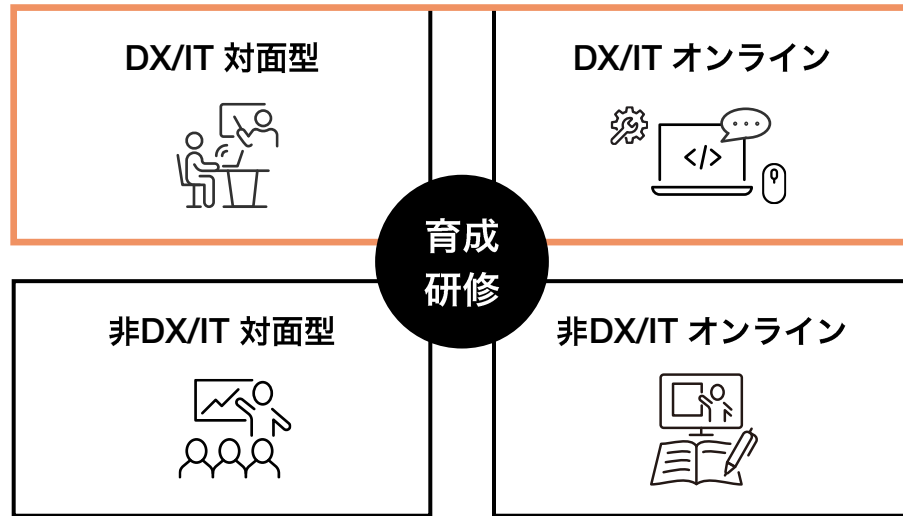 DX/IT 対面型
DX/IT オンライン
</>
育成
研修
非DX/IT 対面型
非DX/IT オンライン